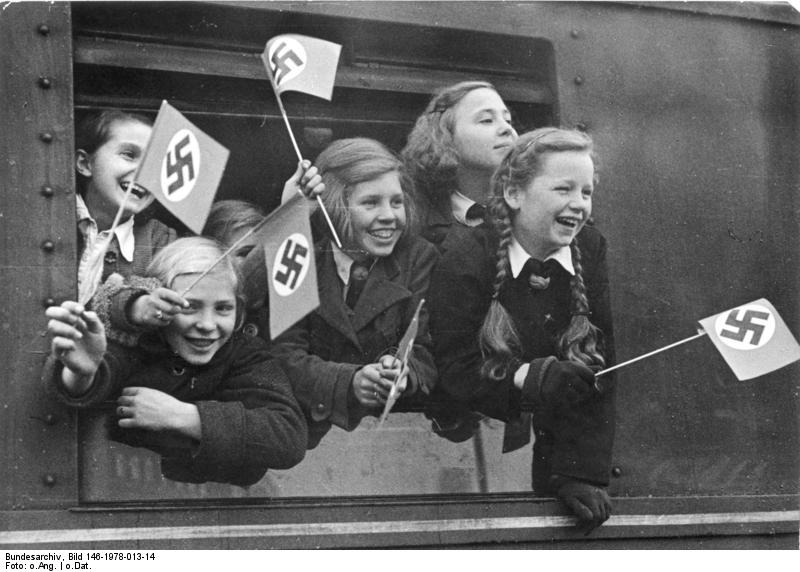 Bundesarchiv, Bild 146-1978-013-14
Foto: o.Ang. | o.Dat.